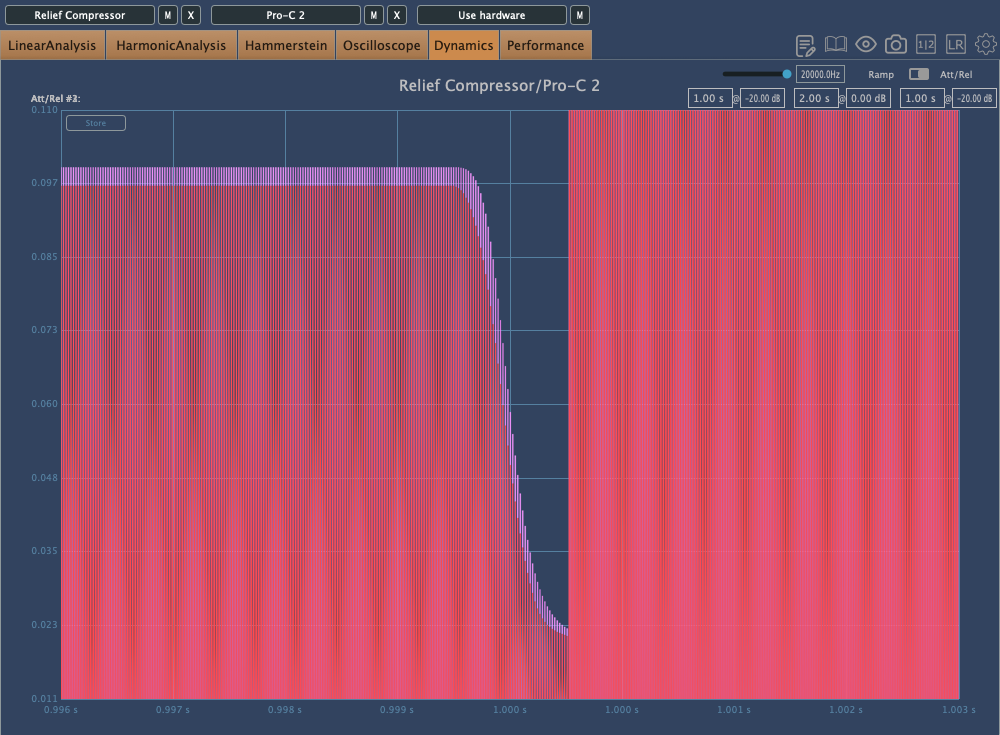 Relief Compressor M X Pro-C 2 M X Use hardware M
LinearAnalysis HarmonicAnalysis Hammerstein Oscilloscope Dynamics Performance 1|2 LR
20000.0Hz Ramp Att/Rel
Relief Compressor/Pro-C 2
1.00 s @ -20.00 dB 2.00 s @ 0.00 dB 1.00 s @ -20.00 dB
Store
0.110
0.097
0.085
0.073
0.060
0.048
0.035
0.023
0.011
0.996 s 0.997 s 0.998 s 0.999 s 1.000 s 1.000 s 1.001 s 1.002 s 1.003 s